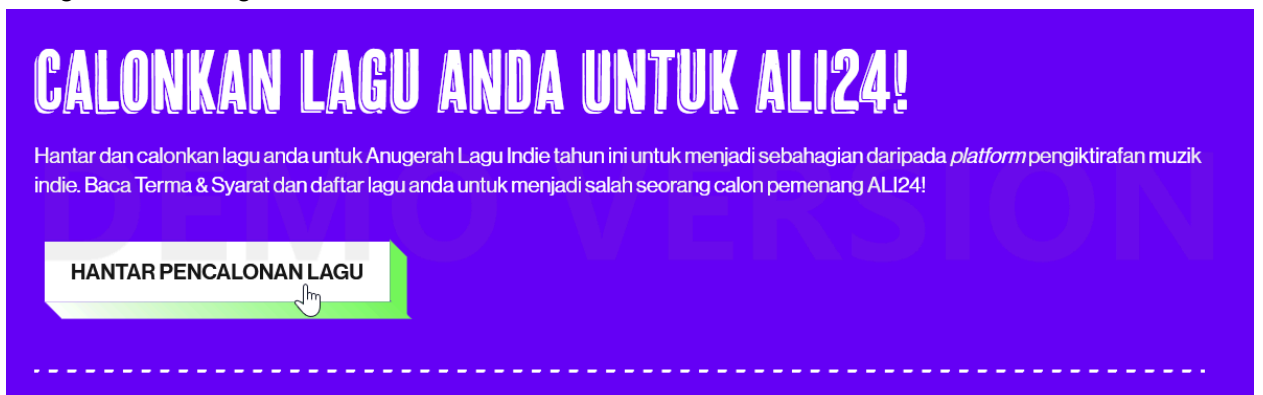 CALONKAN LAGU ANDA UNTUK ALI24!
Hantar dan calonkan lagu anda untuk Anugerah Lagu Indie tahun ini untuk menjadi sebahagian daripada platform pengiktirafan muzik
indie. Baca Terma & Syarat dan daftar lagu anda untuk menjadi salah seorang calon pemenang ALI24!
DEMO VERSION
HANTAR PENCALONAN LAGU